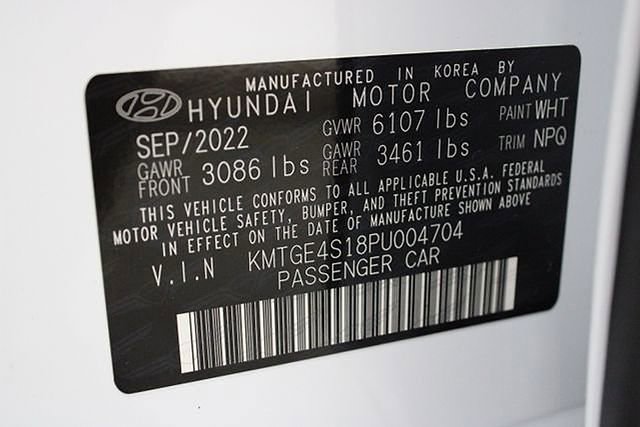 MANUFACTURED IN KOREA BY
HYUNDAI MOTOR COMPANY
SEP/2022 GVWR 6107 lbs PAINT WHT
GAWR FRONT 3086 lbs GAWR REAR 3461 lbs TRIM NPQ
THIS VEHICLE CONFORMS TO ALL APPLICABLE U.S.A. FEDERAL
MOTOR VEHICLE SAFETY, BUMPER, AND THEFT PREVENTION STANDARDS
IN EFFECT ON THE DATE OF MANUFACTURE SHOWN ABOVE
V.I.N KMTGE4S18PU004704
PASSENGER CAR